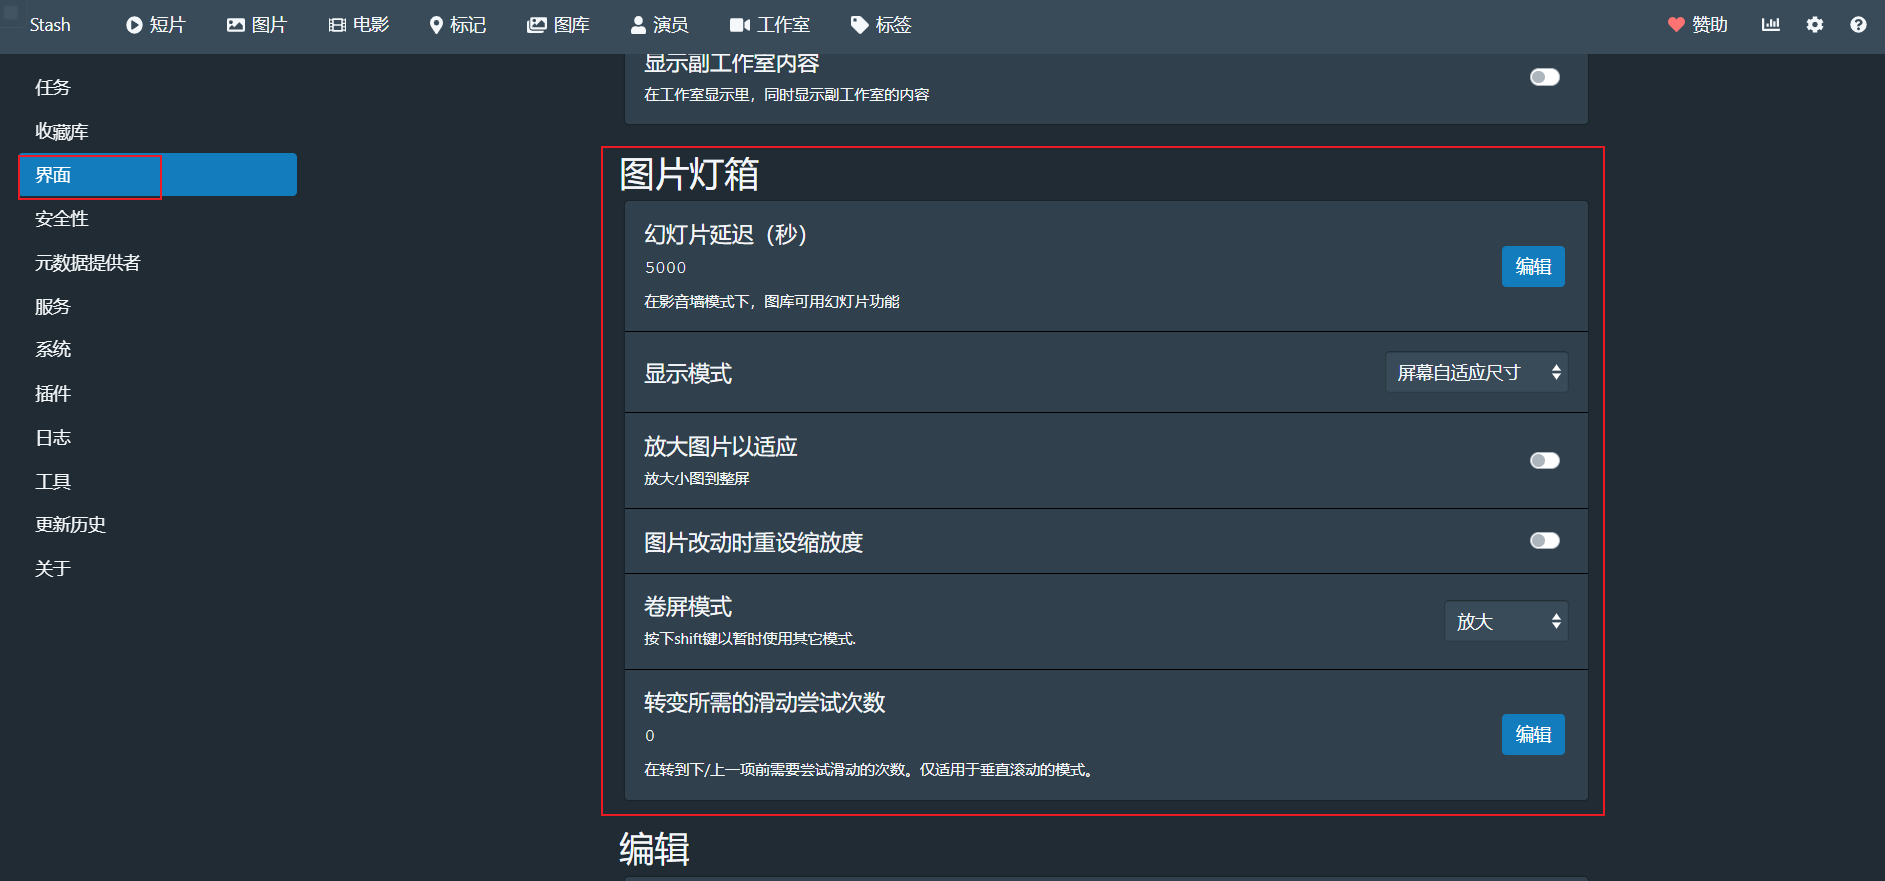 Stash
短片
图片
电影
标记
图库
演员
工作室
标签
赞助
任务
收藏库
界面
安全性
元数据提供者
服务
系统
插件
日志
工具
更新历史
关于
显示副工作室内容
在工作室显示里，同时显示副工作室的内容
图片灯箱
幻灯片延迟（秒）
5000
在影音墙模式下，图库可用幻灯片功能
编辑
显示模式
屏幕自适应尺寸
放大图片以适应
放大小图到整屏
图片改动时重设缩放度
卷屏模式
按下shift键以暂时使用其它模式.
放大
转变所需的滑动尝试次数
0
在转到下/上一项前需要尝试滑动的次数。仅适用于垂直滚动的模式。
编辑
编辑